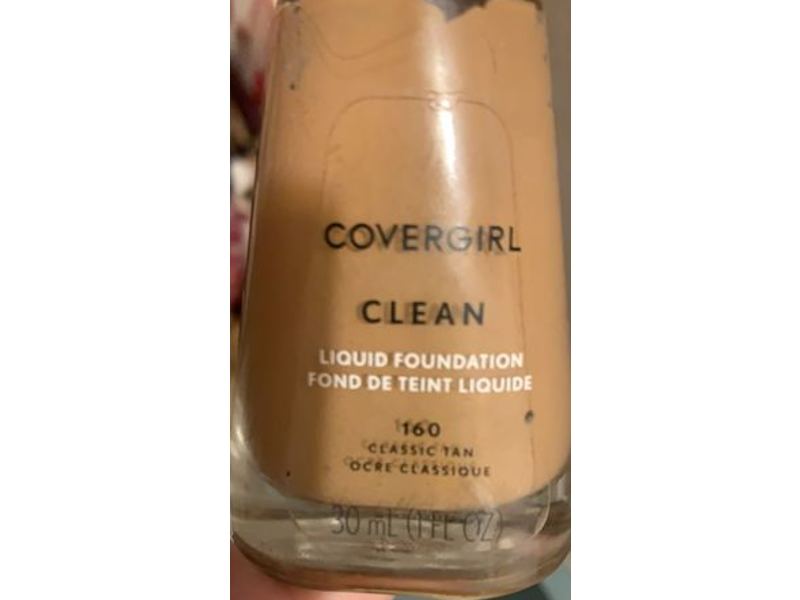 COVERGIRL
CLEAN
LIQUID FOUNDATION
FOND DE TEINT LIQUIDE
160
CLASSIC TAN
OCRE CLASSIQUE
30 mL (1 FL OZ)